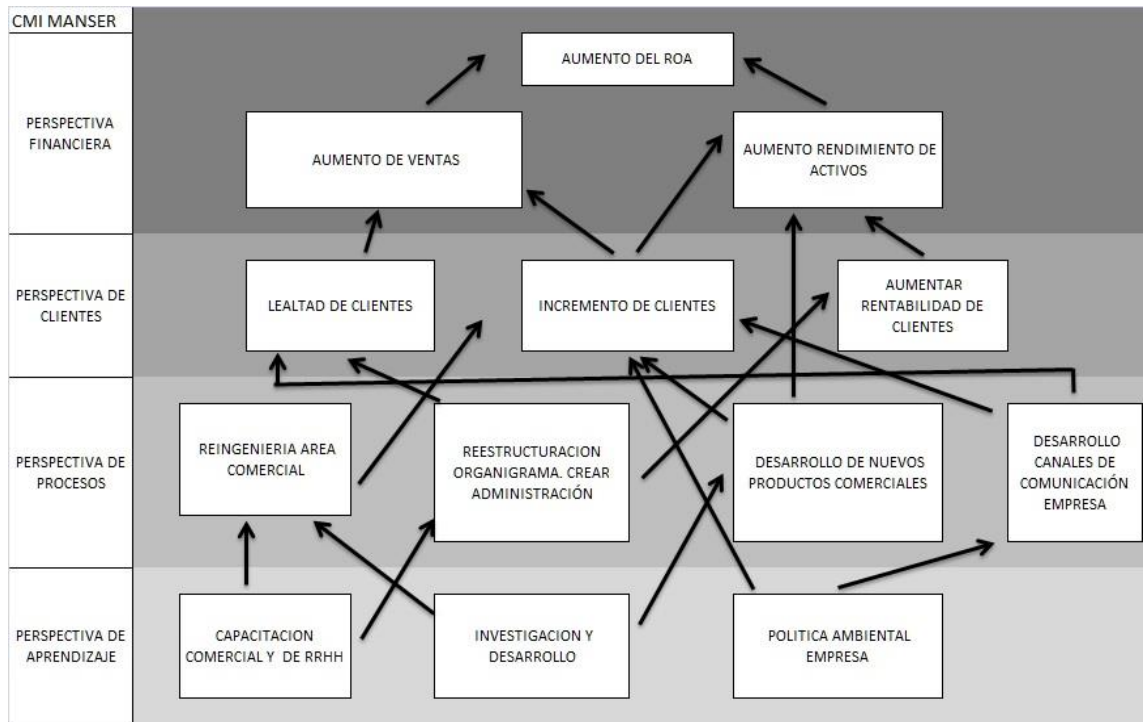 CMI MANSER
AUMENTO DEL ROA
PERSPECTIVA
FINANCIERA
AUMENTO DE VENTAS
AUMENTO RENDIMIENTO DE
ACTIVOS
PERSPECTIVA DE
CLIENTES
LEALTAD DE CLIENTES
INCREMENTO DE CLIENTES
AUMENTAR
RENTABILIDAD DE
CLIENTES
PERSPECTIVA DE
PROCESOS
REINGENIERIA AREA
COMERCIAL
REESTRUCTURACION
ORGANIGRAMA. CREAR
ADMINISTRACIÓN
DESARROLLO DE NUEVOS
PRODUCTOS COMERCIALES
DESARROLLO
CANALES DE
COMUNICACIÓN
EMPRESA
PERSPECTIVA DE
APRENDIZAJE
CAPACITACION
COMERCIAL Y DE RRHH
INVESTIGACION Y
DESARROLLO
POLITICA AMBIENTAL
EMPRESA